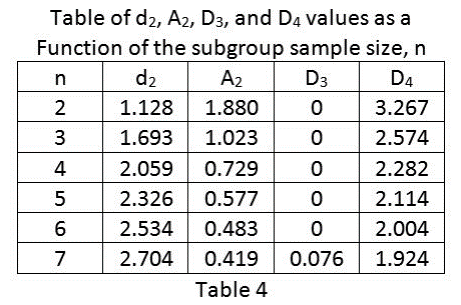 Table of d₂, A₂, D₃, and D₄ values as a
Function of the subgroup sample size, n
n d₂ A₂ D₃ D₄
2 1.128 1.880 0 3.267
3 1.693 1.023 0 2.574
4 2.059 0.729 0 2.282
5 2.326 0.577 0 2.114
6 2.534 0.483 0 2.004
7 2.704 0.419 0.076 1.924
Table 4